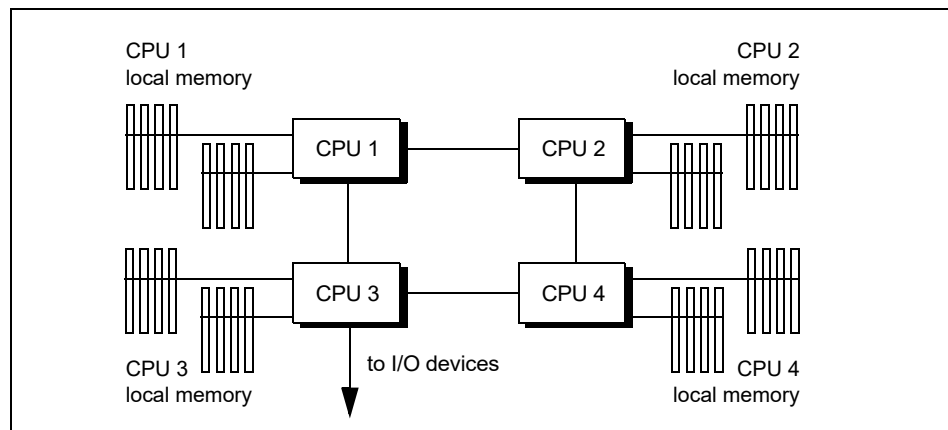 CPU 1
local memory
CPU 2
local memory
CPU 1
CPU 2
CPU 3
CPU 4
to I/O devices
CPU 3
local memory
CPU 4
local memory